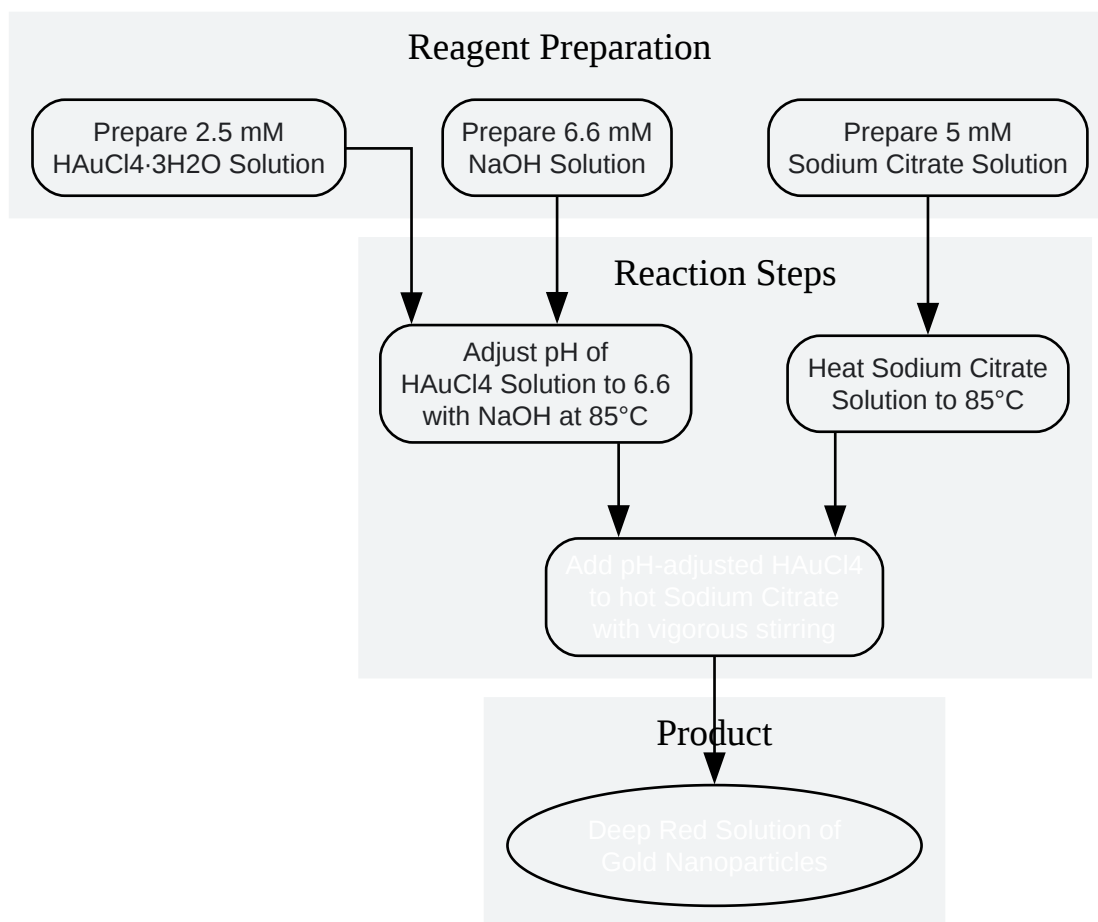 Reagent Preparation
Prepare 2.5 mM
HAuCl4·3H2O Solution
Prepare 6.6 mM
NaOH Solution
Prepare 5 mM
Sodium Citrate Solution
Reaction Steps
Adjust pH of
HAuCl4 Solution to 6.6
with NaOH at 85°C
Heat Sodium Citrate
Solution to 85°C
Add pH-adjusted HAuCl4
to hot Sodium Citrate
with vigorous stirring
Product
Deep Red Solution of
Gold Nanoparticles